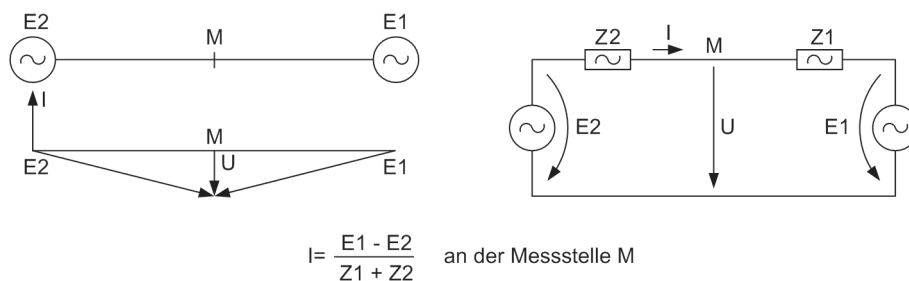 E2
E1
M
I
M
E2
U
E1
Z2
I
M
Z1
E2
U
E1
I= E1 - E2
Z1 + Z2
an der Messstelle M